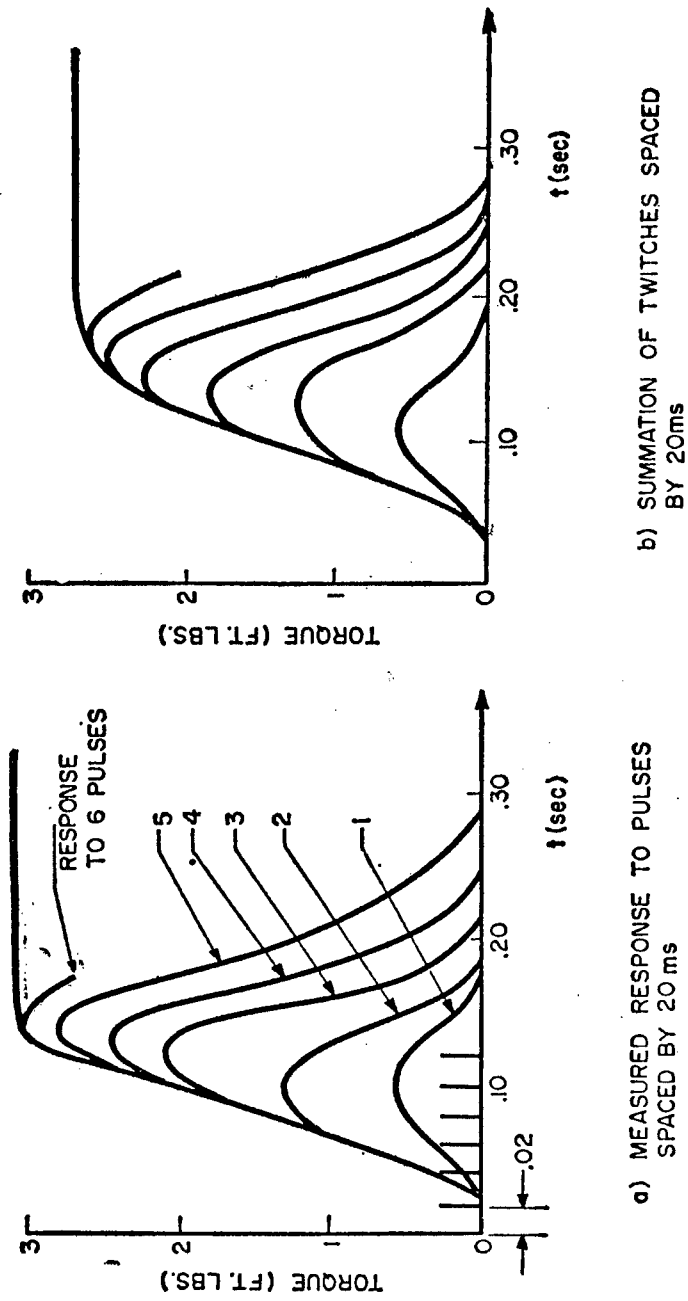 TORQUE (FT. LBS.)
3
2
1
0
.02
.10
.20
.30
t(sec)
RESPONSE
TO 6 PULSES
5
4
3
2
1
a) MEASURED RESPONSE TO PULSES
SPACED BY 20 ms
TORQUE (FT. LBS.)
3
2
1
0
.10
.20
.30
t(sec)
b) SUMMATION OF TWITCHES SPACED
BY 20ms